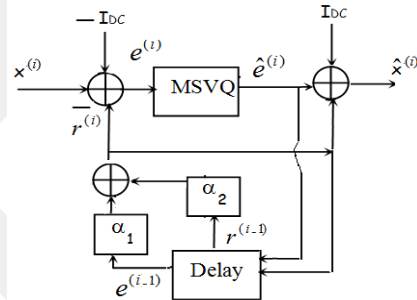 − I_DC
I_DC
x^(i)
e^(i)
MSVQ
ê^(i)
x̂^(i)
r̄^(i)
α_2
α_1
r^(i-1)
Delay
e^(i-1)